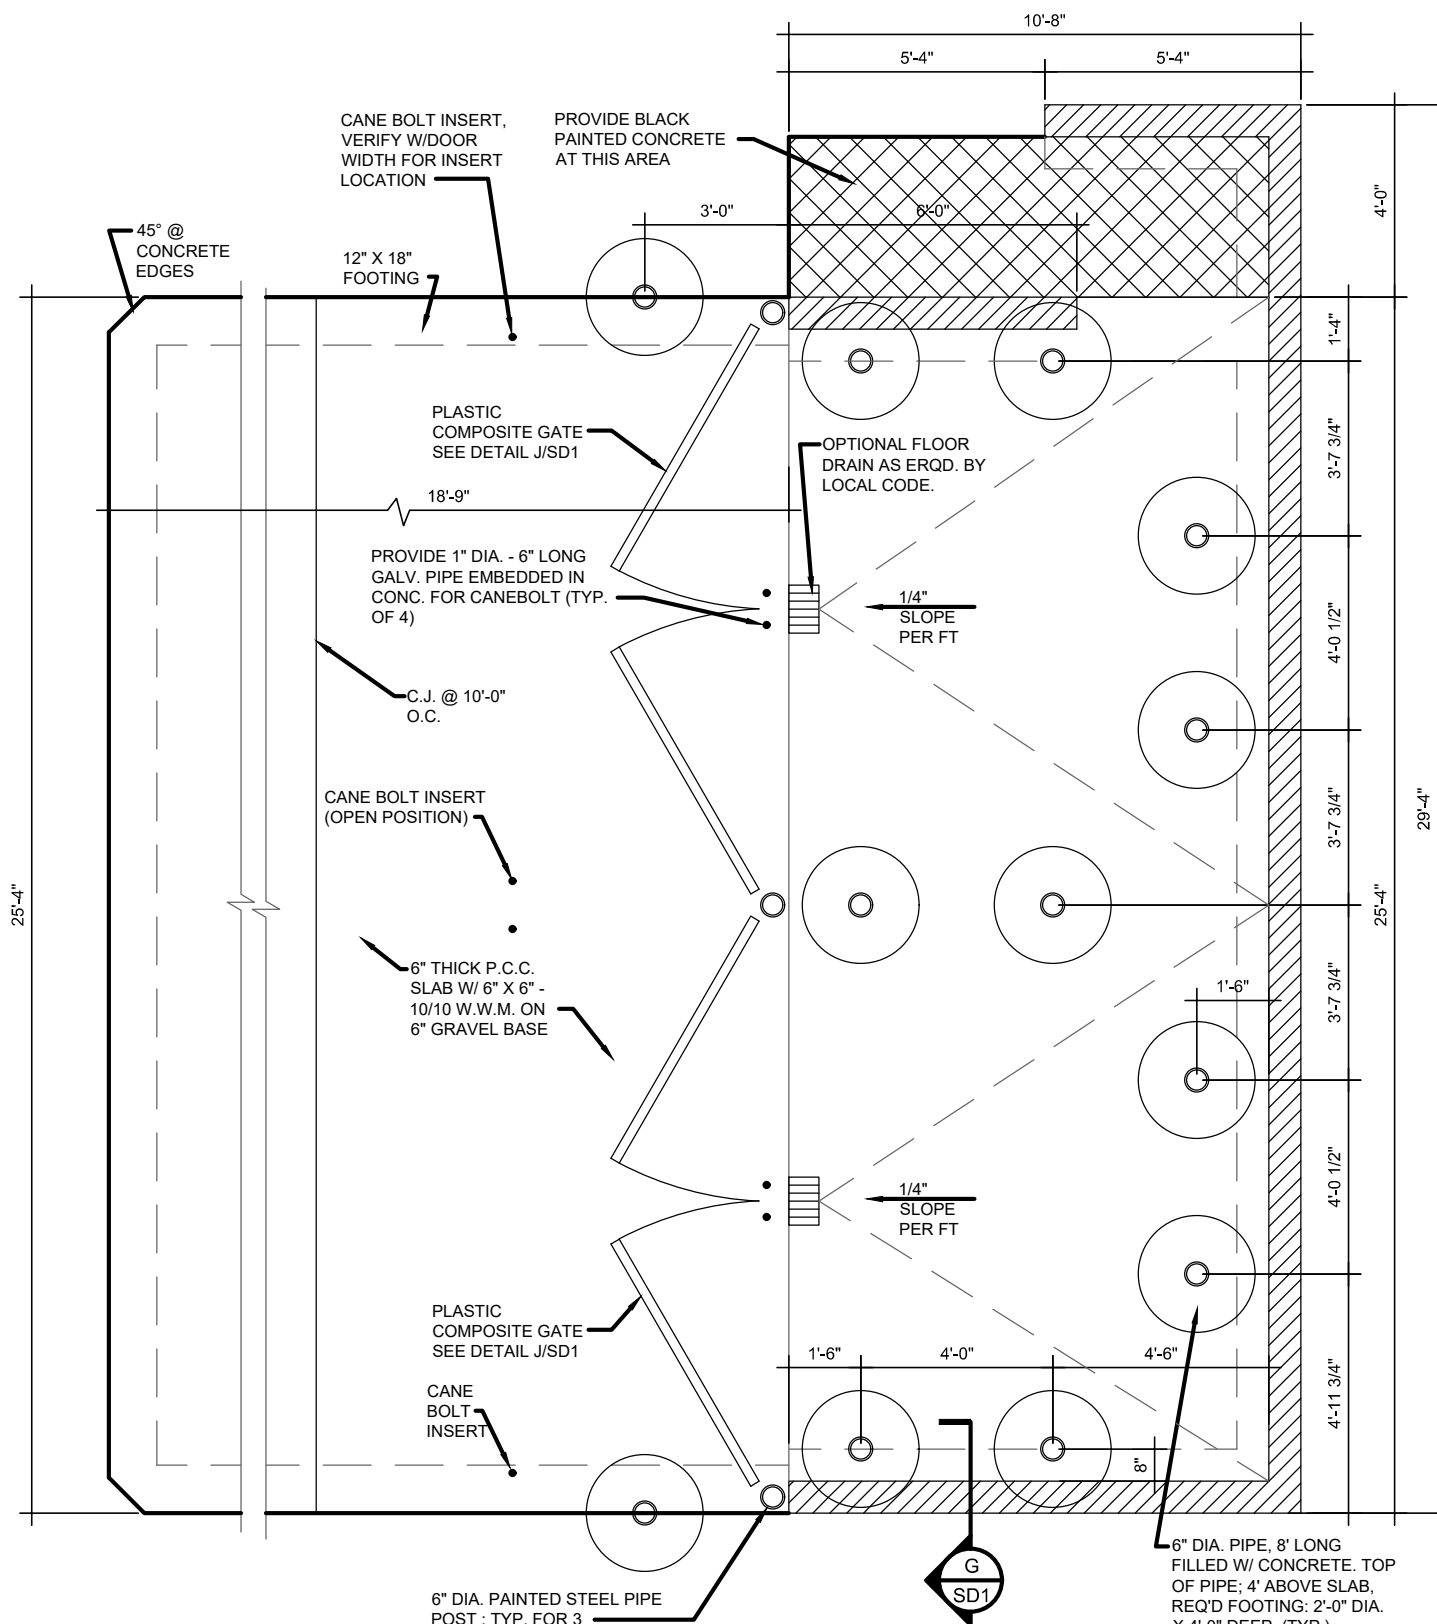 10'-8"
5'-4"
5'-4"
CANE BOLT INSERT,
VERIFY W/DOOR
WIDTH FOR INSERT
LOCATION
PROVIDE BLACK
PAINTED CONCRETE
AT THIS AREA
4'-0"
3'-0"
6'-0"
45° @
CONCRETE
EDGES
12" X 18"
FOOTING
1'-4"
PLASTIC
COMPOSITE GATE
SEE DETAIL J/SD1
OPTIONAL FLOOR
DRAIN AS ERQD. BY
LOCAL CODE.
3'-7 3/4"
18'-9"
PROVIDE 1" DIA. - 6" LONG
GALV. PIPE EMBEDDED IN
CONC. FOR CANEBOLT (TYP.
OF 4)
1/4"
SLOPE
PER FT
4'-0 1/2"
C.J. @ 10'-0"
O.C.
CANE BOLT INSERT
(OPEN POSITION)
3'-7 3/4"
29'-4"
25'-4"
25'-4"
6" THICK P.C.C.
SLAB W/ 6" X 6" -
10/10 W.W.M. ON
6" GRAVEL BASE
1'-6"
3'-7 3/4"
1/4"
SLOPE
PER FT
4'-0 1/2"
PLASTIC
COMPOSITE GATE
SEE DETAIL J/SD1
1'-6"
4'-0"
4'-6"
4'-11 3/4"
CANE
BOLT
INSERT
8"
G
SD1
6" DIA. PIPE, 8' LONG
FILLED W/ CONCRETE. TOP
OF PIPE; 4' ABOVE SLAB,
REQ'D FOOTING: 2'-0" DIA.
X 4'-0" DEEP. (TYP.)
6" DIA. PAINTED STEEL PIPE
POST ; TYP. FOR 3